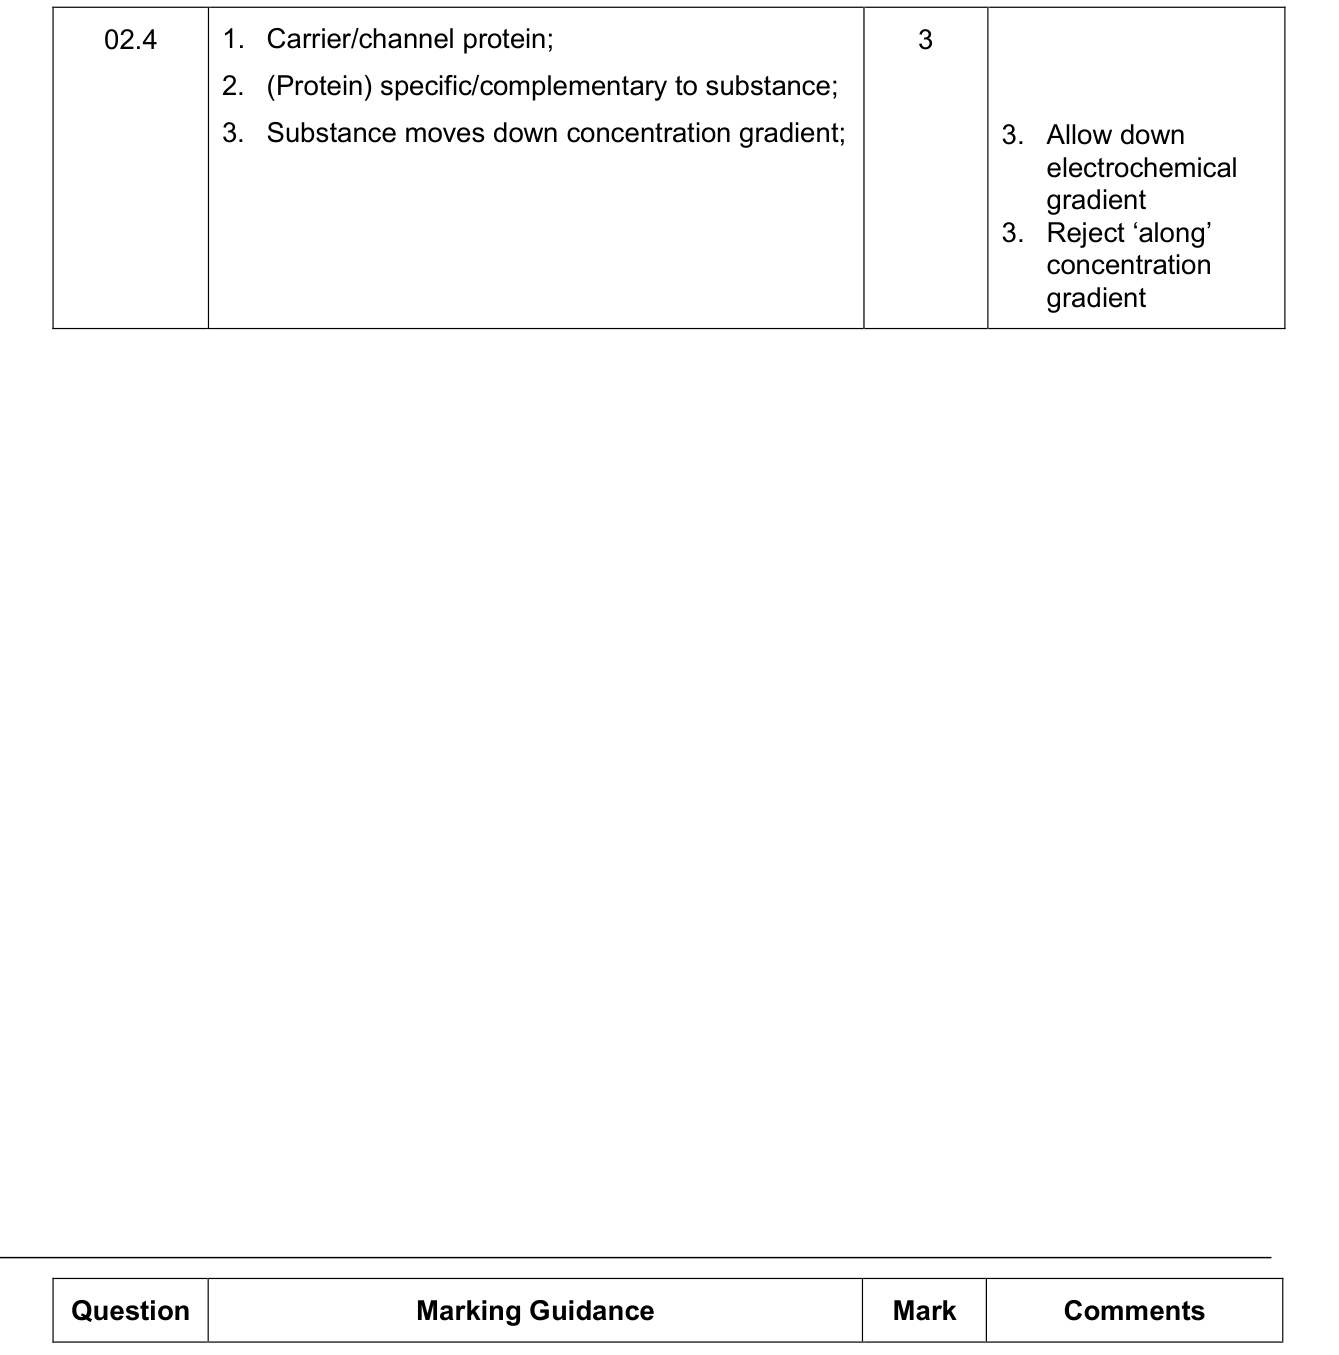 02.4
1. Carrier/channel protein;
2. (Protein) specific/complementary to substance;
3. Substance moves down concentration gradient;
3
3. Allow down
electrochemical
gradient
3. Reject ‘along’
concentration
gradient
Question Marking Guidance Mark Comments